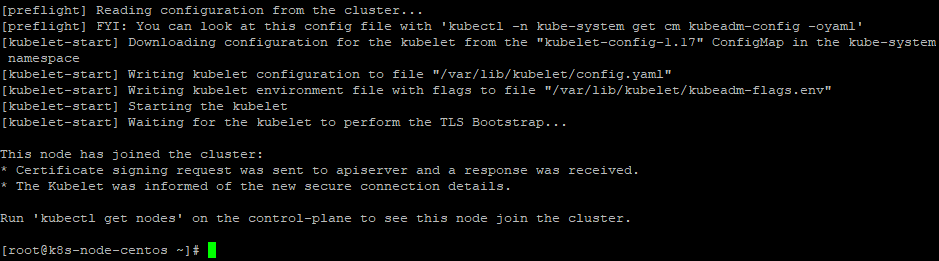 [preflight] Reading configuration from the cluster...
[preflight] FYI: You can look at this config file with 'kubectl -n kube-system get cm kubeadm-config -oyaml'
[kubelet-start] Downloading configuration for the kubelet from the "kubelet-config-1.17" ConfigMap in the kube-system
 namespace
[kubelet-start] Writing kubelet configuration to file "/var/lib/kubelet/config.yaml"
[kubelet-start] Writing kubelet environment file with flags to file "/var/lib/kubelet/kubeadm-flags.env"
[kubelet-start] Starting the kubelet
[kubelet-start] Waiting for the kubelet to perform the TLS Bootstrap...

This node has joined the cluster:
* Certificate signing request was sent to apiserver and a response was received.
* The Kubelet was informed of the new secure connection details.

Run 'kubectl get nodes' on the control-plane to see this node join the cluster.

[root@k8s-node-centos ~]#